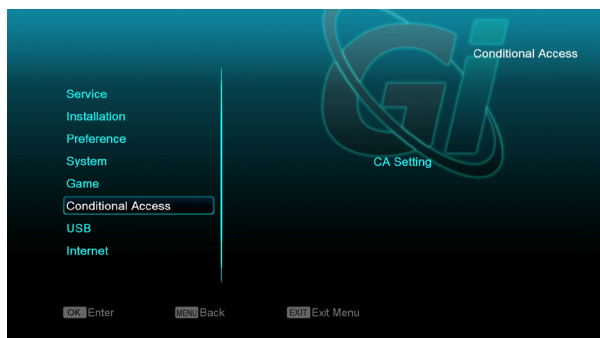 Gi
Conditional Access
Service
Installation
Preference
System
Game
Conditional Access
USB
Internet
CA Setting
OK Enter
MENU Back
EXIT Exit Menu